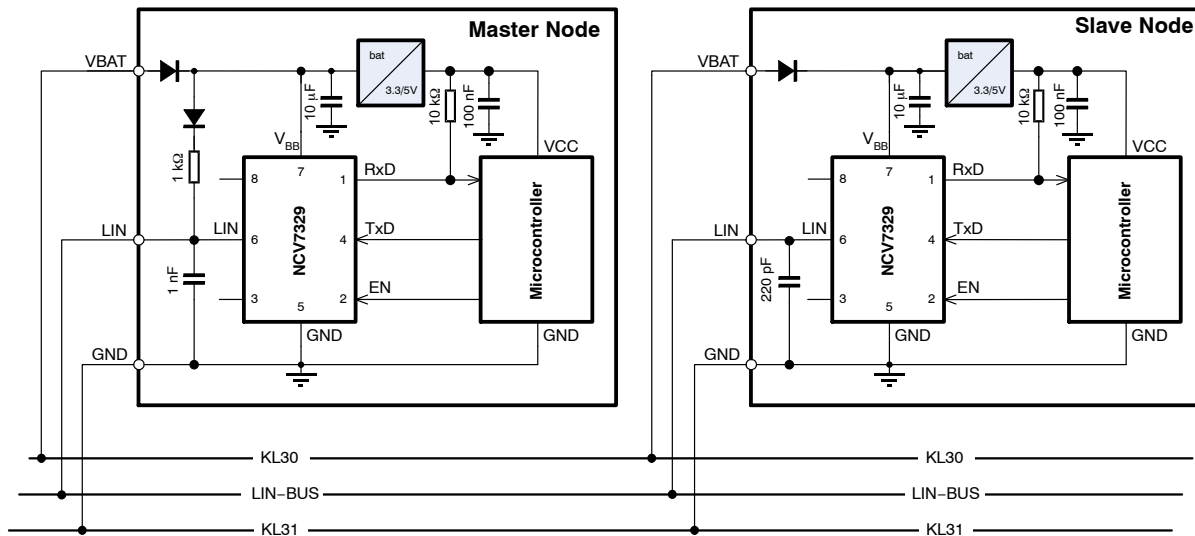 Master Node
VBAT
bat
3.3/5V
10 μF
10 kΩ
100 nF
1 kΩ
VBB
VCC
8
7
1
RxD
LIN
LIN
6
NCV7329
4
TxD
Microcontroller
1 nF
3
5
2
EN
GND
GND
GND
Slave Node
VBAT
bat
3.3/5V
10 μF
10 kΩ
100 nF
VBB
VCC
8
7
1
RxD
LIN
LIN
6
NCV7329
4
TxD
Microcontroller
220 pF
3
5
2
EN
GND
GND
GND
KL30
KL30
LIN−BUS
LIN−BUS
KL31
KL31